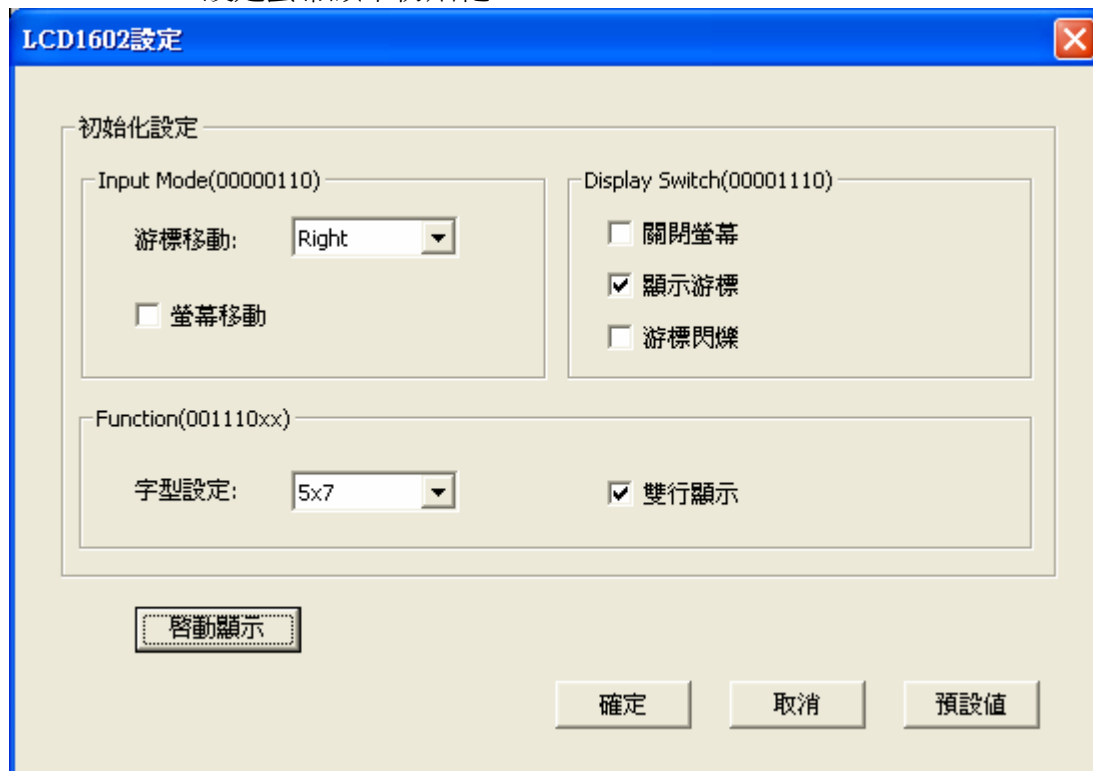 LCD1602設定
初始化設定
Input Mode(00000110)
游標移動: Right
螢幕移動
Display Switch(00001110)
關閉螢幕
顯示游標
游標閃爍
Function(001110xx)
字型設定: 5x7
雙行顯示
啓動顯示
確定 取消 預設值